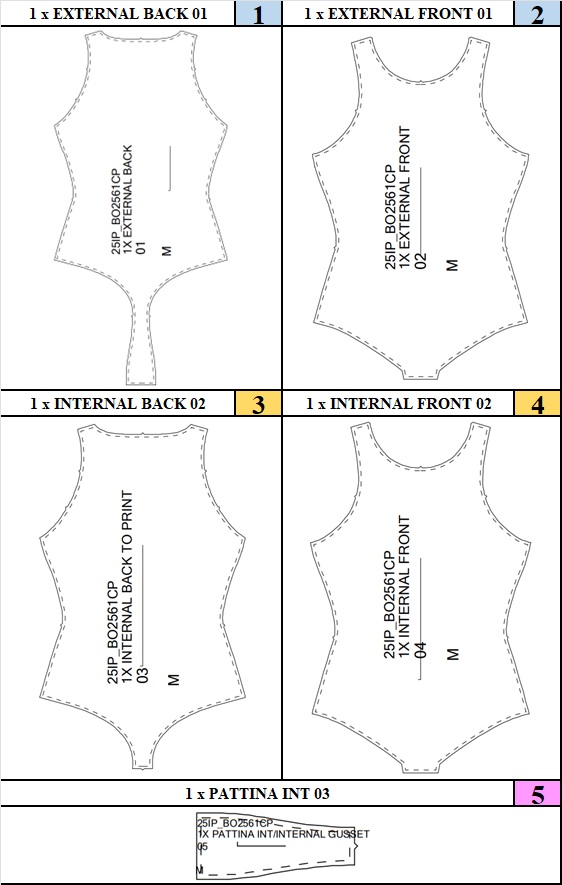 1 x EXTERNAL BACK 01
1
1 x EXTERNAL FRONT 01
2
25IP_BO2561CP
1X EXTERNAL BACK
01
M
25IP_BO2561CP
1X EXTERNAL FRONT
02
M
1 x INTERNAL BACK 02
3
1 x INTERNAL FRONT 02
4
25IP_BO2561CP
1X INTERNAL BACK TO PRINT
03
M
25IP_BO2561CP
1X INTERNAL FRONT
04
M
1 x PATTINA INT 03
5
25IP_BO2561CP
1X PATTINA INT/INTERNAL GUSSET
05
M